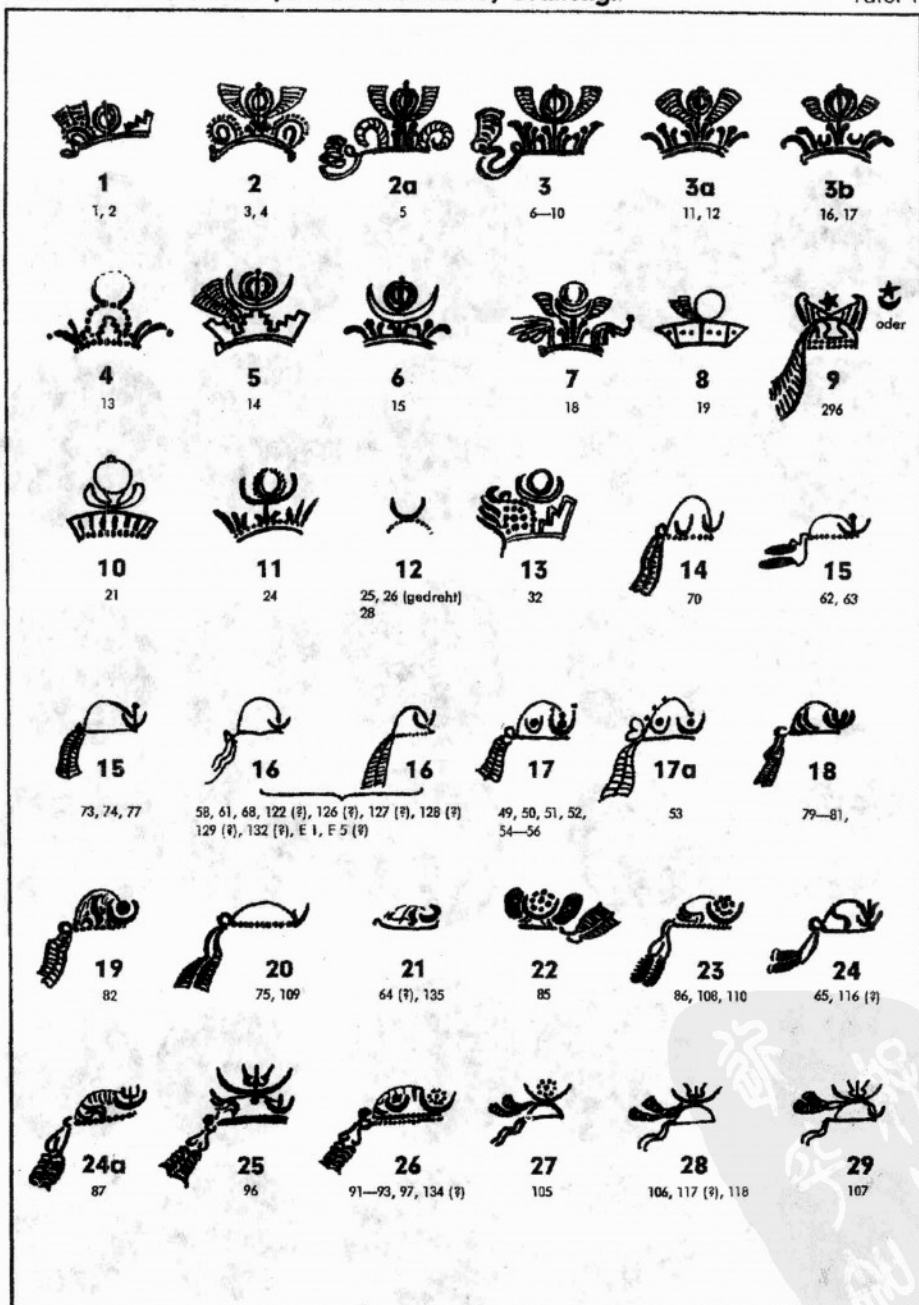 1 2 2a 3 3a 3b
1, 2 3, 4 5 6—10 11, 12 16, 17
oder
4 5 6 7 8 9
13 14 15 18 19 296
10 11 12 13 14 15
21 24 25, 26 (gedreht) 32 70 62, 63
28
15 16 16 17 17a 18
73, 74, 77 58, 61, 68, 122 (?), 126 (?), 127 (?), 128 (?) 49, 50, 51, 52, 53 79—81,
129 (?), 132 (?), E 1, E 5 (?) 54—56
19 20 21 22 23 24
82 75, 109 64 (?), 135 85 86, 108, 110 65, 116 (?)
24a 25 26 27 28 29
87 96 91—93, 97, 134 (?) 105 106, 117 (?), 118 107